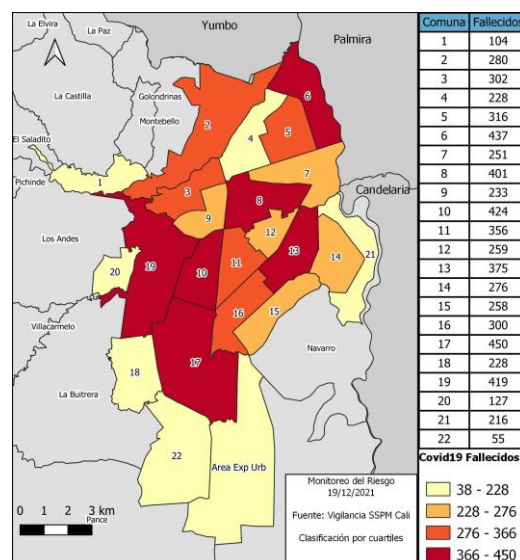 La Elvira
La Paz
Yumbo
Palmira
La Castilla
Golondrinas
Montebello
El Saladito
Pichinde
Candelaria
Los Andes
Villacarmelo
La Buitrera
Navarro
Pance
Area Exp Urb
1
2
3
4
5
6
7
8
9
10
11
12
13
14
15
16
17
18
19
20
21
22
0 1 2 3 km
Monitoreo del Riesgo
19/12/2021
Fuente: Vigilancia SSPM Cali
Clasificación por cuartiles
Comuna Fallecidos
1 104
2 280
3 302
4 228
5 316
6 437
7 251
8 401
9 233
10 424
11 356
12 259
13 375
14 276
15 258
16 300
17 450
18 228
19 419
20 127
21 216
22 55
Covid19 Fallecidos
38 - 228
228 - 276
276 - 366
366 - 450